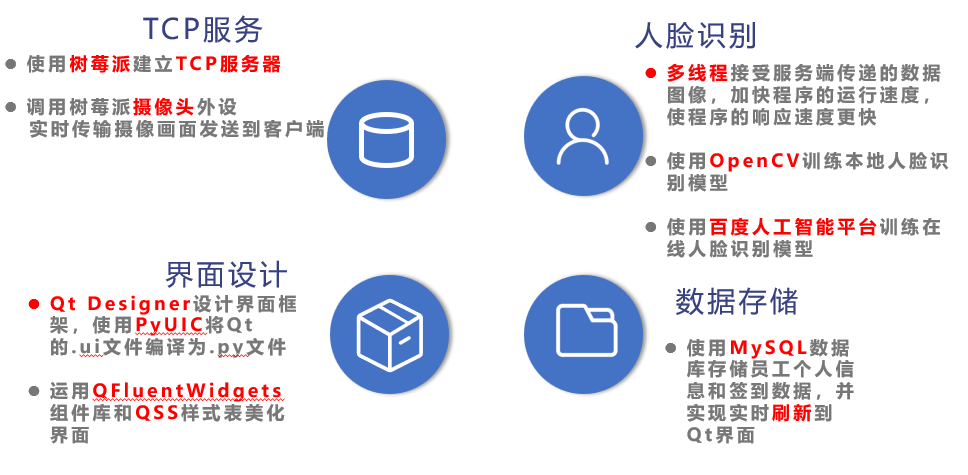 TCP服务
● 使用树莓派建立TCP服务器
● 调用树莓派摄像头外设
实时传输摄像画面发送到客户端
人脸识别
● 多线程接受服务端传递的数据
图像，加快程序的运行速度，
使程序的响应速度更快
● 使用OpenCV训练本地人脸识
别模型
● 使用百度人工智能平台训练在
线人脸识别模型
界面设计
● Qt Designer设计界面框
架，使用PyUIC将Qt
的.ui文件编译为.py文件
● 运用QFluentWidgets
组件库和QSS样式表美化
界面
数据存储
● 使用MySQL数据
库存储员工个人信
息和签到数据，并
实现实时刷新到
Qt界面